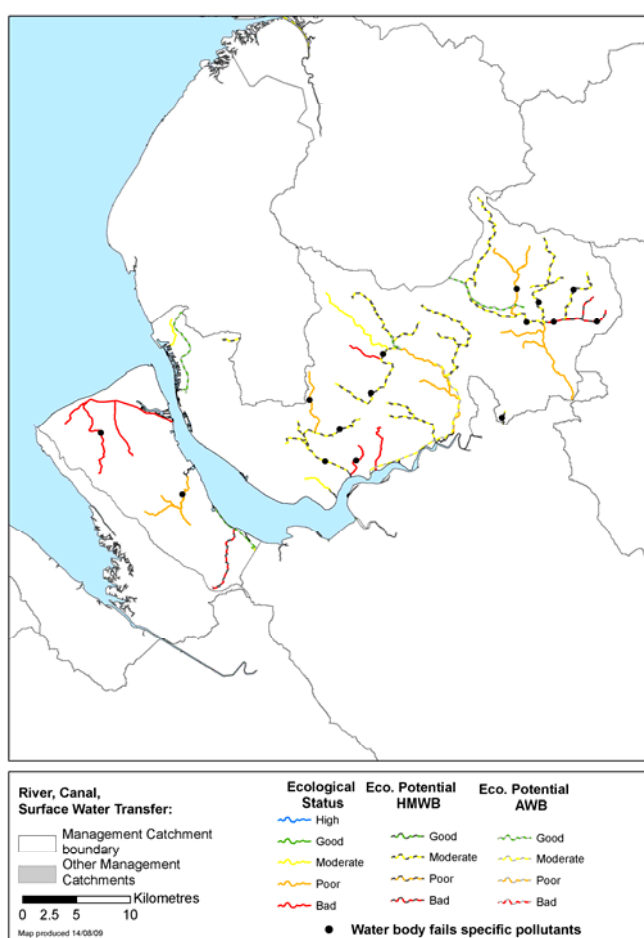 River, Canal,
Surface Water Transfer:
Management Catchment
boundary
Other Management
Catchments
Kilometres
0 2.5 5 10
Map produced 14/08/09
Ecological
Status
High
Good
Moderate
Poor
Bad
Eco. Potential
HMWB
Good
Moderate
Poor
Bad
Eco. Potential
AWB
Good
Moderate
Poor
Bad
Water body fails specific pollutants